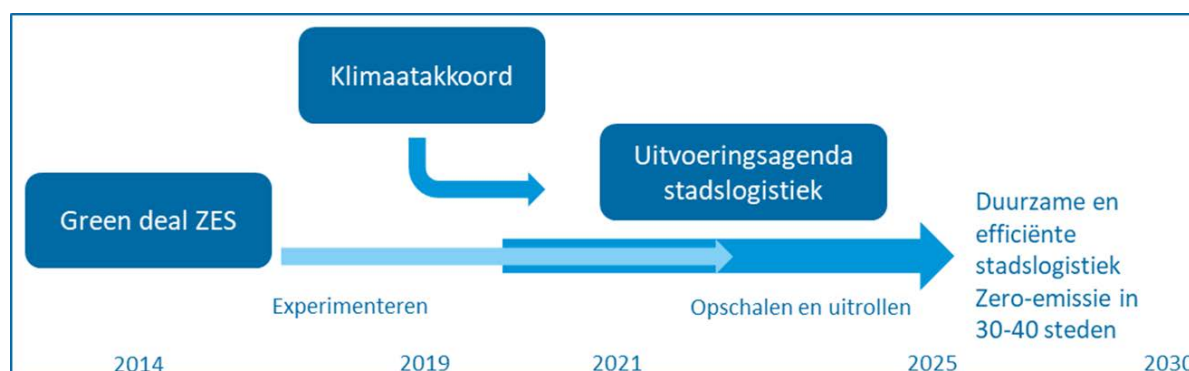 Klimaatakkoord
Uitvoeringsagenda
stadslogistiek
Green deal ZES
Duurzame en
efficiënte
stadslogistiek
Zero-emissie in
30-40 steden
Experimenteren
Opschalen en uitrollen
2014
2019
2021
2025
2030